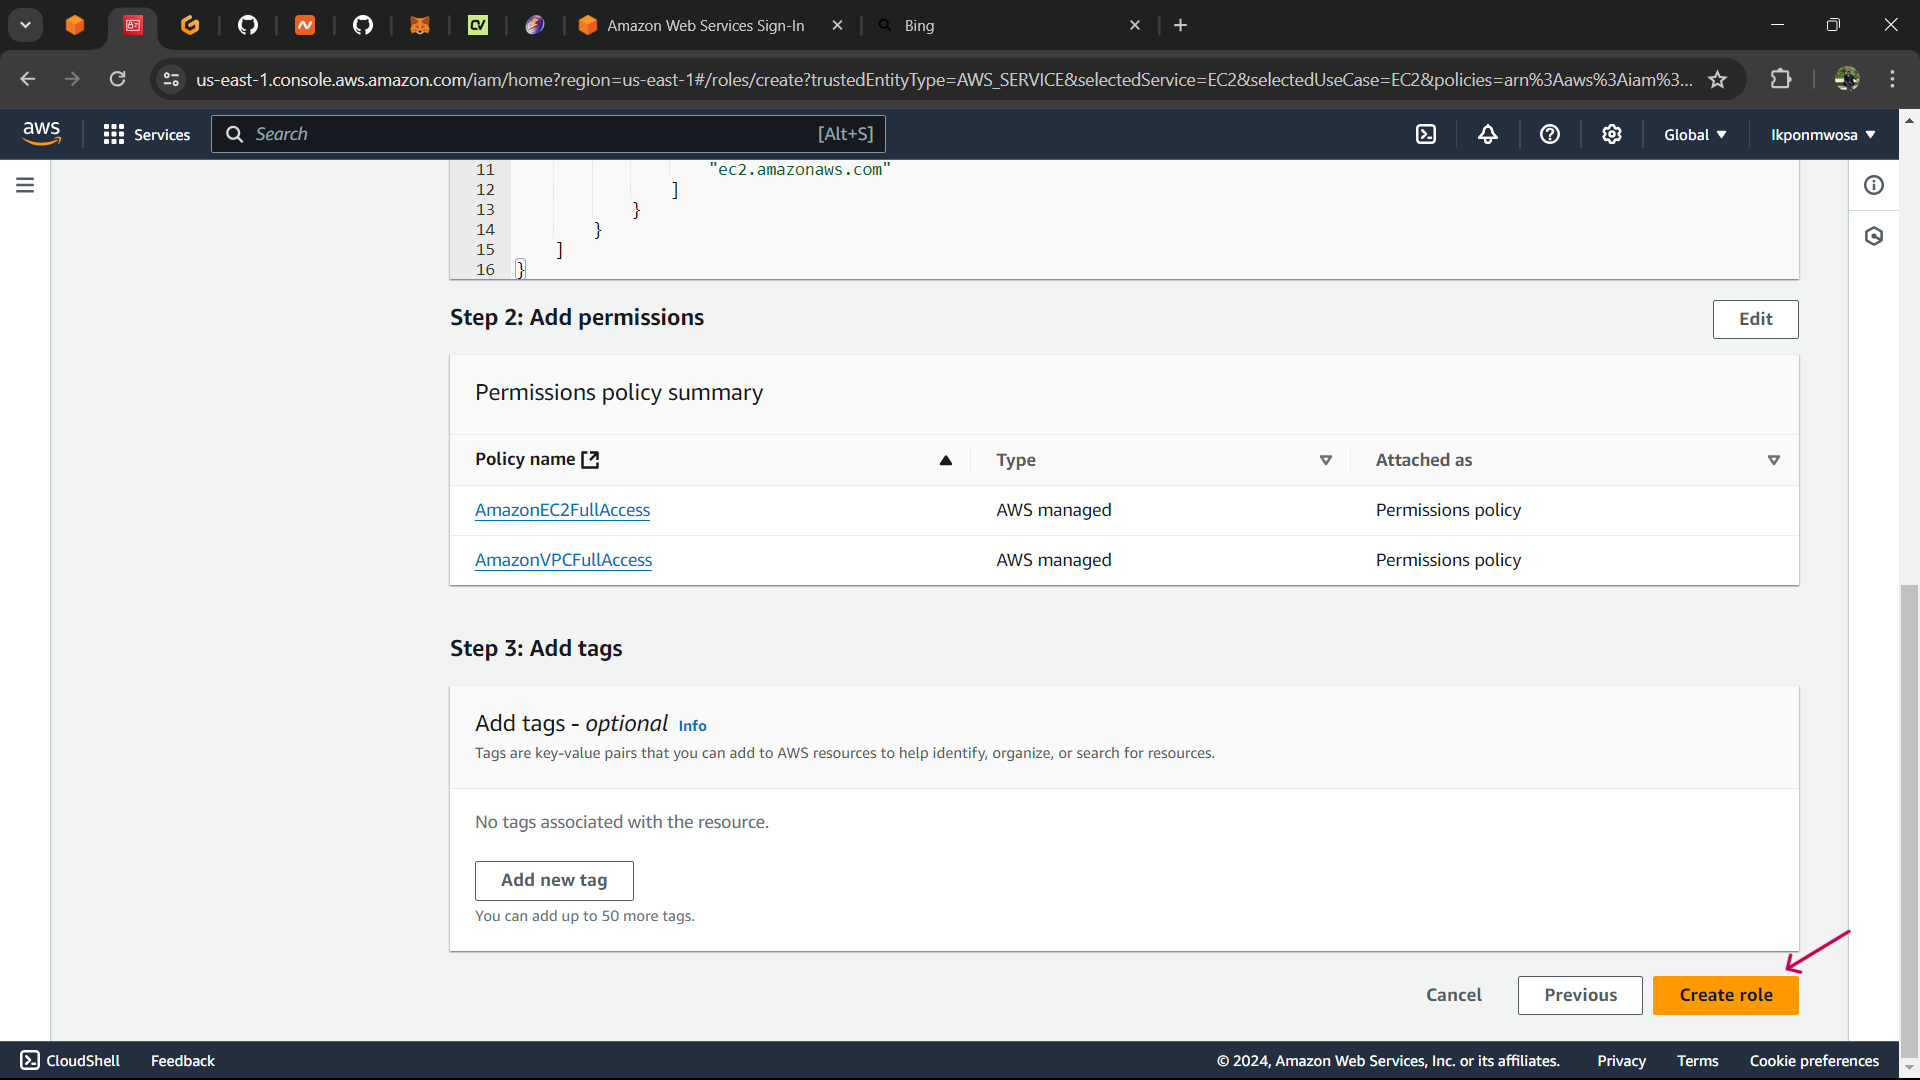 Amazon Web Services Sign-In
Bing
us-east-1.console.aws.amazon.com/iam/home?region=us-east-1#/roles/create?trustedEntityType=AWS_SERVICE&selectedService=EC2&selectedUseCase=EC2&policies=arn%3Aaws%3Aiam%3...
aws
Services
Search
[Alt+S]
Global
Ikponmwosa
11 "ec2.amazonaws.com"
12 ]
13 }
14 }
15 ]
16 }
Step 2: Add permissions
Edit
Permissions policy summary
Policy name
Type
Attached as
AmazonEC2FullAccess
AWS managed
Permissions policy
AmazonVPCFullAccess
AWS managed
Permissions policy
Step 3: Add tags
Add tags - optional Info
Tags are key-value pairs that you can add to AWS resources to help identify, organize, or search for resources.
No tags associated with the resource.
Add new tag
You can add up to 50 more tags.
Cancel
Previous
Create role
CloudShell
Feedback
© 2024, Amazon Web Services, Inc. or its affiliates.
Privacy
Terms
Cookie preferences